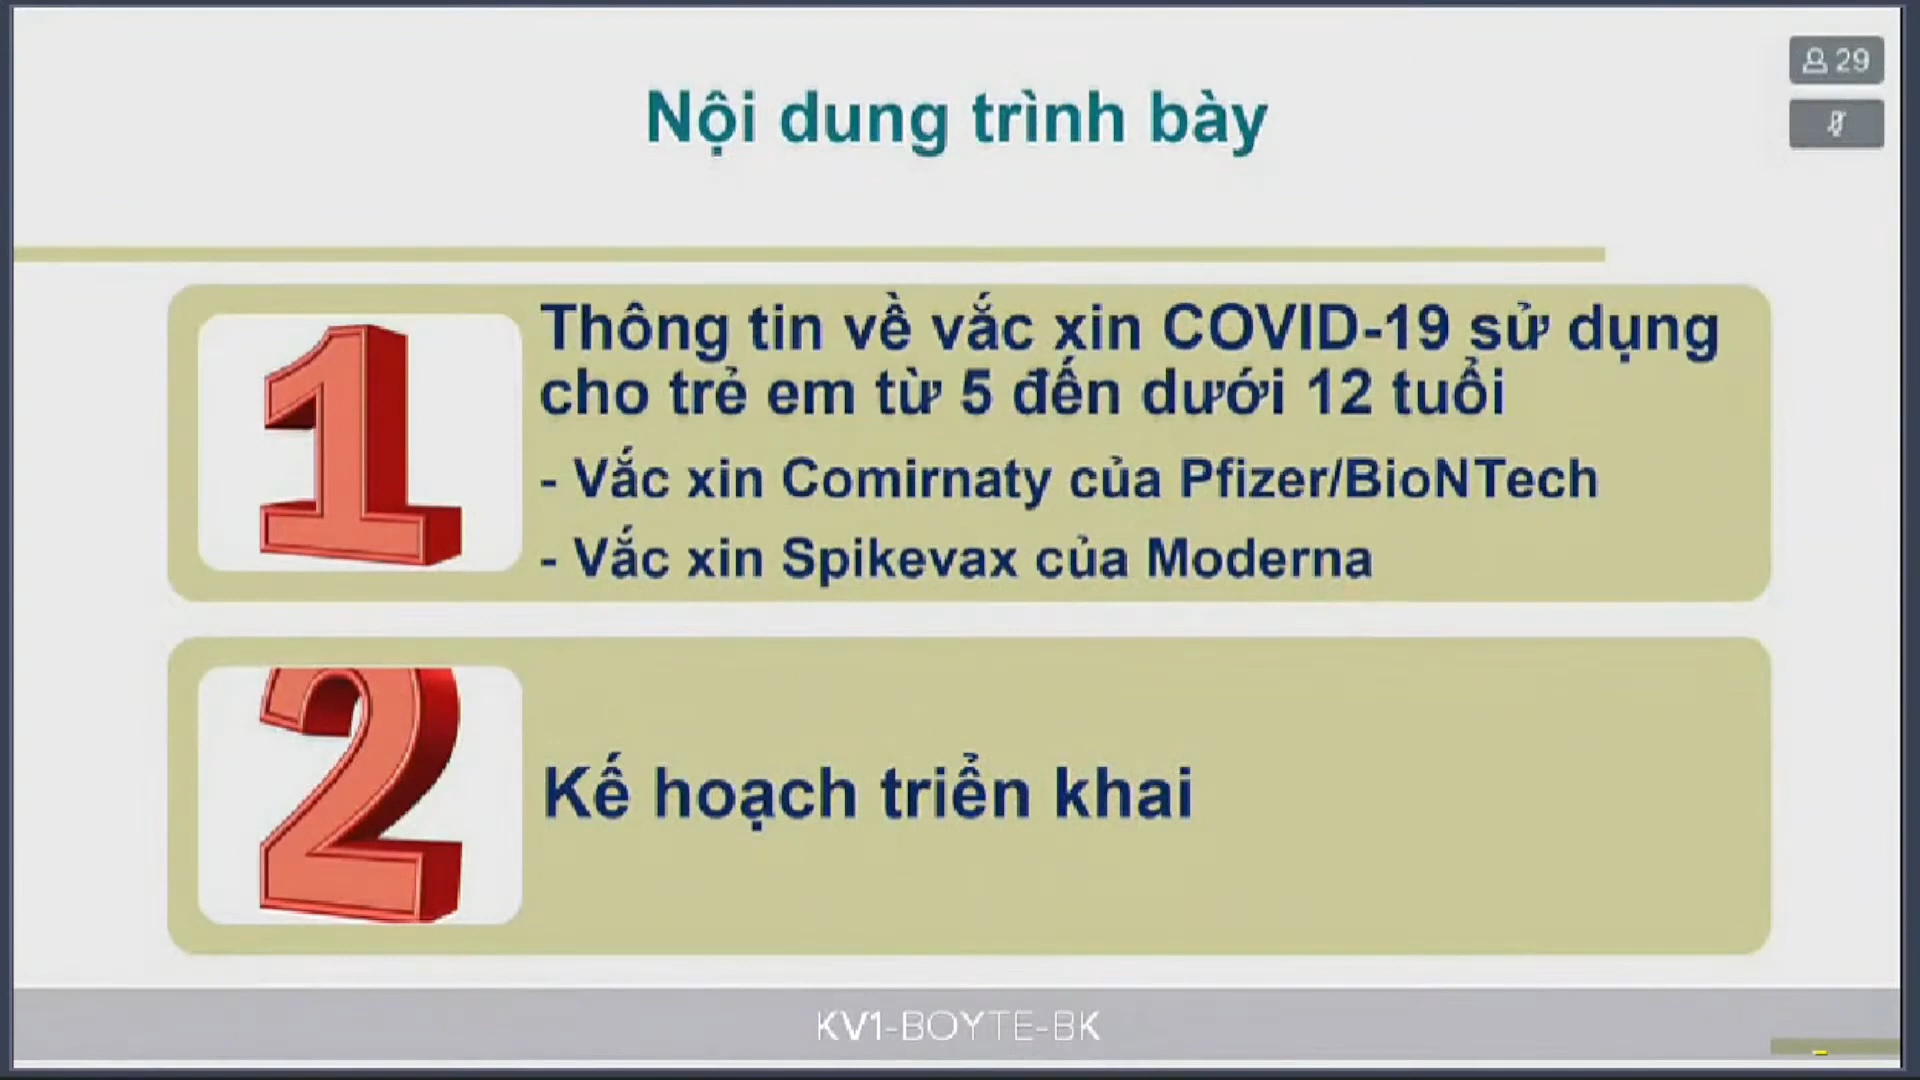 29
Nội dung trình bày
1
Thông tin về vắc xin COVID-19 sử dụng
cho trẻ em từ 5 đến dưới 12 tuổi
- Vắc xin Comirnaty của Pfizer/BioNTech
- Vắc xin Spikevax của Moderna
2
Kế hoạch triển khai
KV1-BOYTE-BK